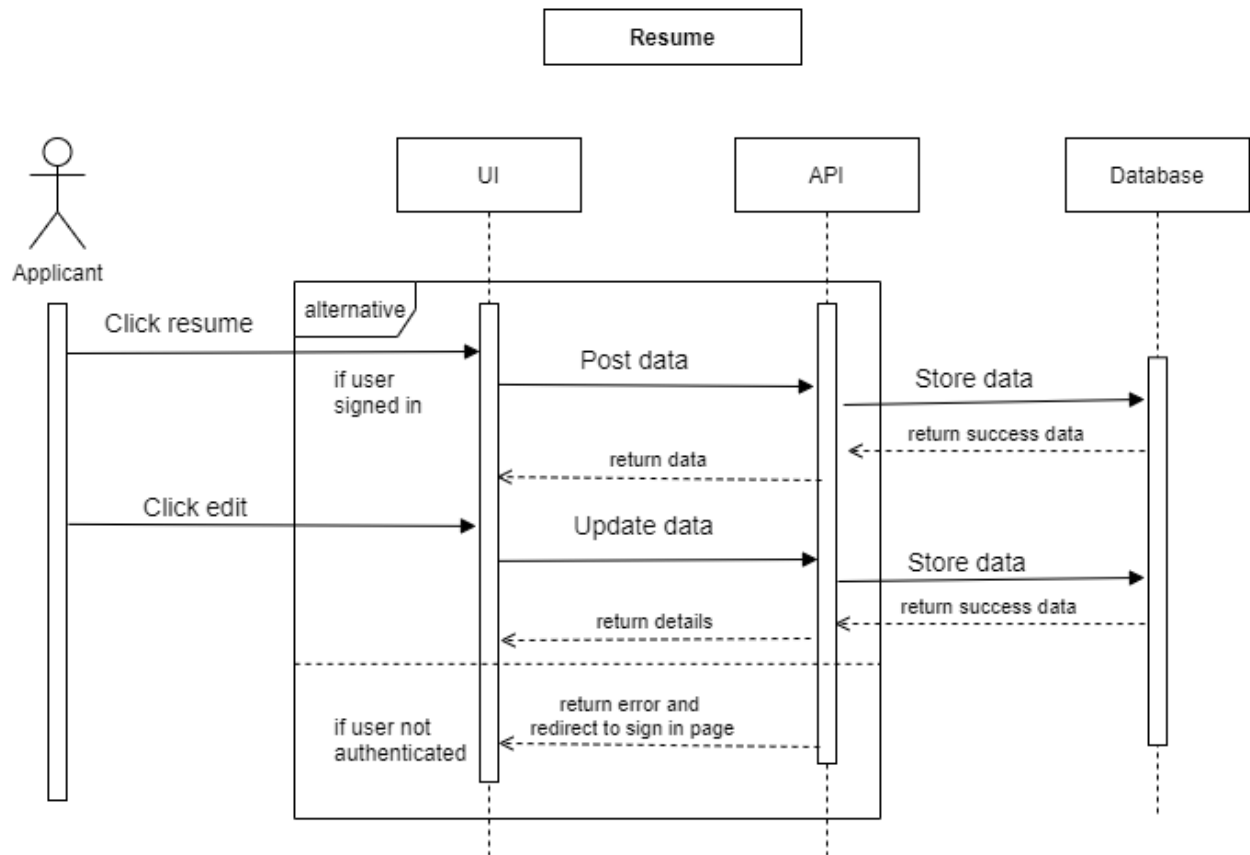 Resume
UI
API
Database
Applicant
alternative
Click resume
if user
signed in
Post data
Store data
return success data
return data
Click edit
Update data
Store data
return success data
return details
return error and
redirect to sign in page
if user not
authenticated